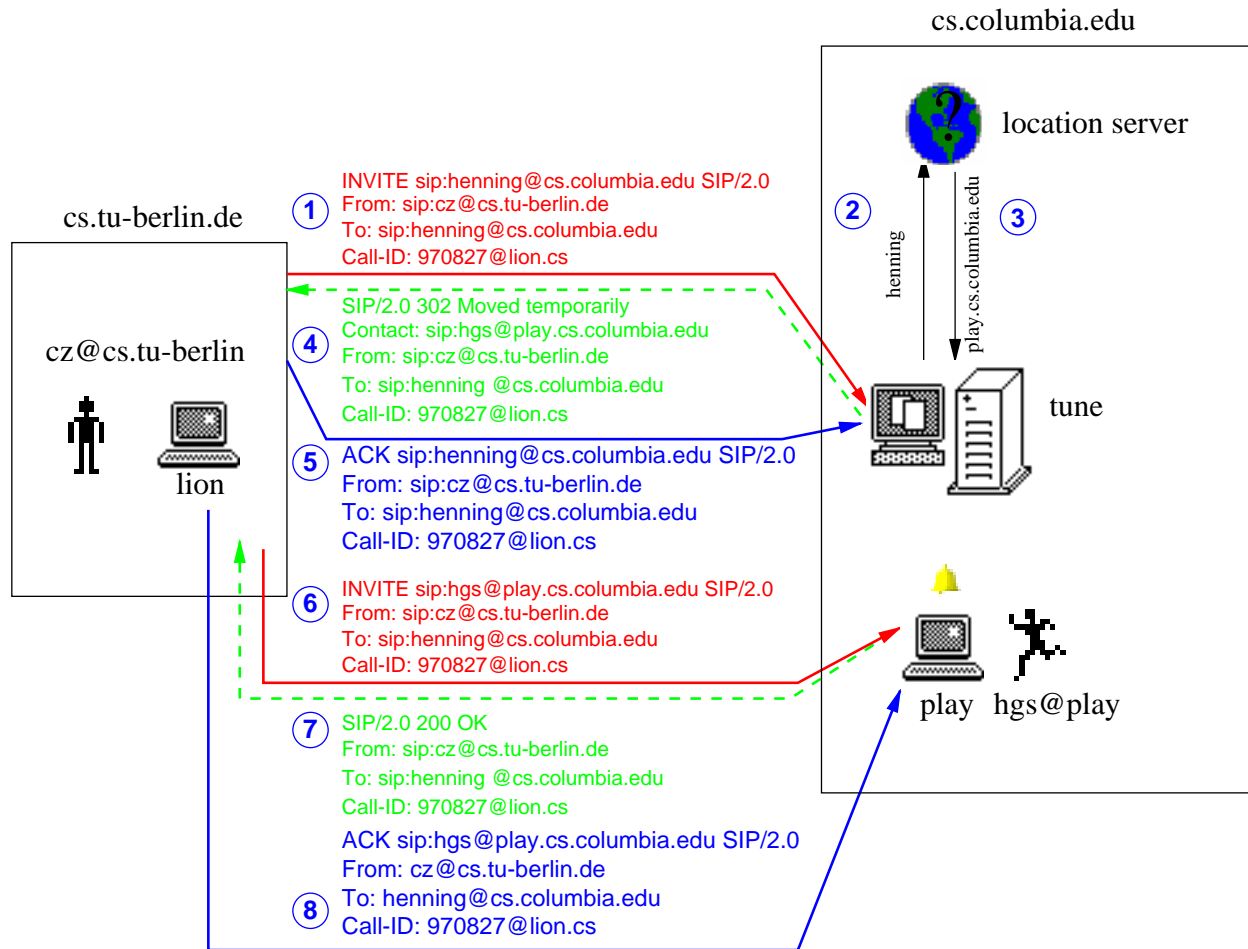 cs.columbia.edu
location server
INVITE sip:henning@cs.columbia.edu SIP/2.0
1
From: sip:cz@cs.tu-berlin.de
To: sip:henning@cs.columbia.edu
Call-ID: 970827@lion.cs
2
henning
play.cs.columbia.edu
3
cs.tu-berlin.de
cz@cs.tu-berlin
lion
SIP/2.0 302 Moved temporarily
4
Contact: sip:hgs@play.cs.columbia.edu
From: sip:cz@cs.tu-berlin.de
To: sip:henning @cs.columbia.edu
Call-ID: 970827@lion.cs
tune
5
ACK sip:henning@cs.columbia.edu SIP/2.0
From: sip:cz@cs.tu-berlin.de
To: sip:henning@cs.columbia.edu
Call-ID: 970827@lion.cs
6
INVITE sip:hgs@play.cs.columbia.edu SIP/2.0
From: sip:cz@cs.tu-berlin.de
To: sip:henning@cs.columbia.edu
Call-ID: 970827@lion.cs
play
hgs@play
7
SIP/2.0 200 OK
From: sip:cz@cs.tu-berlin.de
To: sip:henning @cs.columbia.edu
Call-ID: 970827@lion.cs
ACK sip:hgs@play.cs.columbia.edu SIP/2.0
From: cz@cs.tu-berlin.de
8
To: henning@cs.columbia.edu
Call-ID: 970827@lion.cs
?